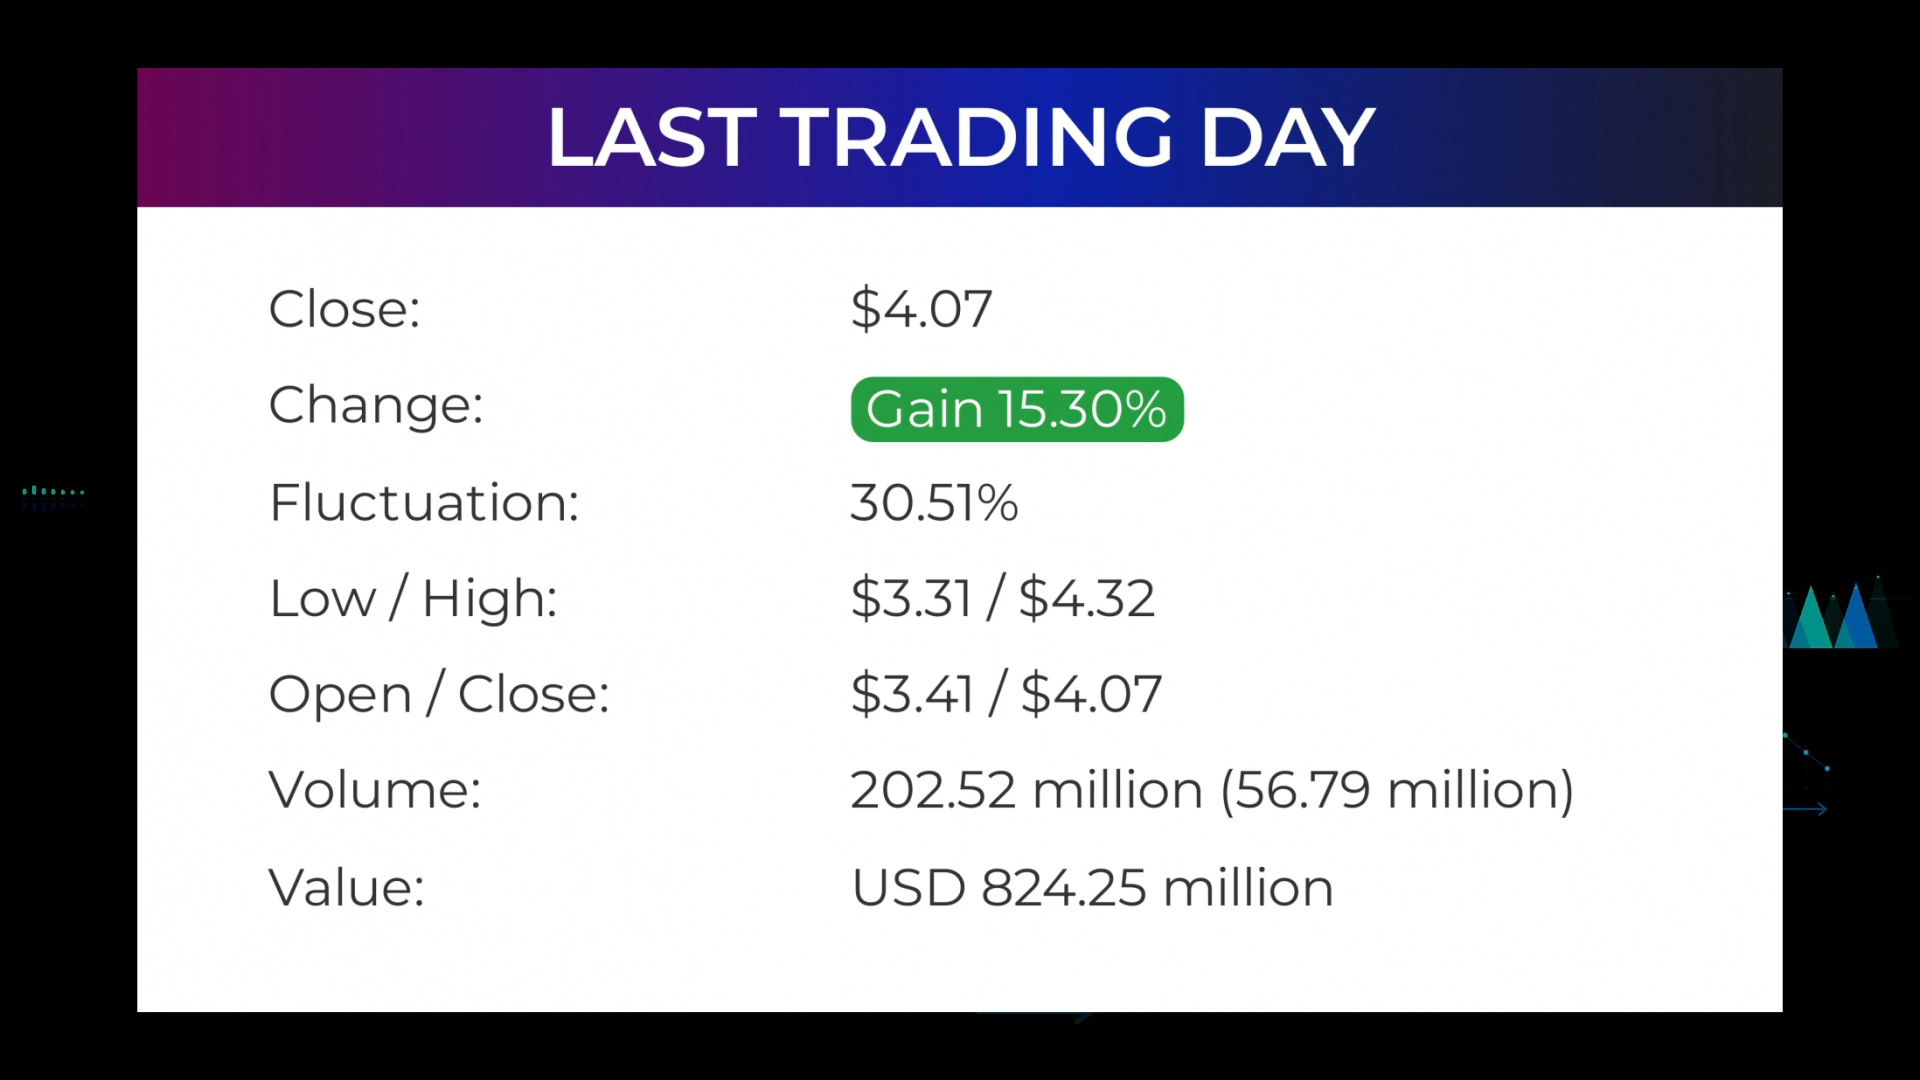 LAST TRADING DAY
Close: $4.07
Change: Gain 15.30%
Fluctuation: 30.51%
Low / High: $3.31 / $4.32
Open / Close: $3.41 / $4.07
Volume: 202.52 million (56.79 million)
Value: USD 824.25 million